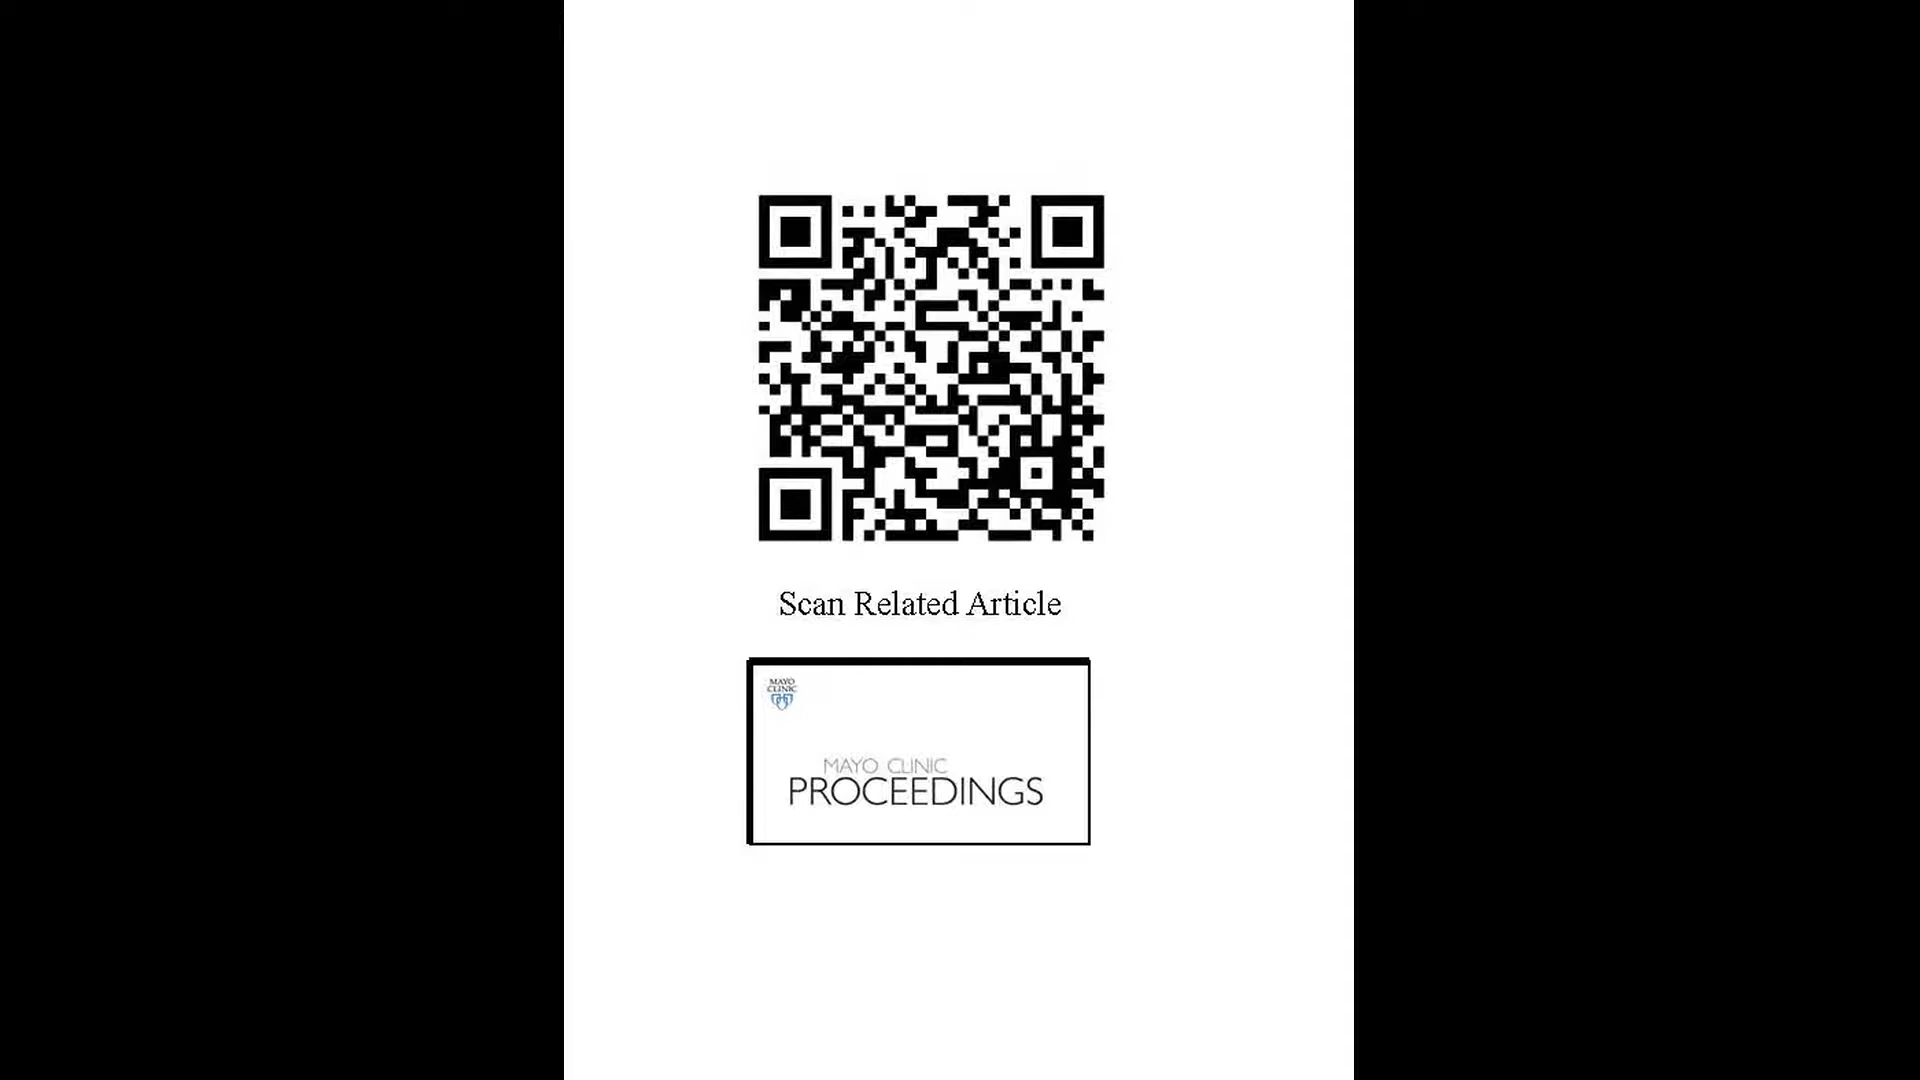 Scan Related Article
MAYO
CLINIC
MAYO CLINIC
PROCEEDINGS